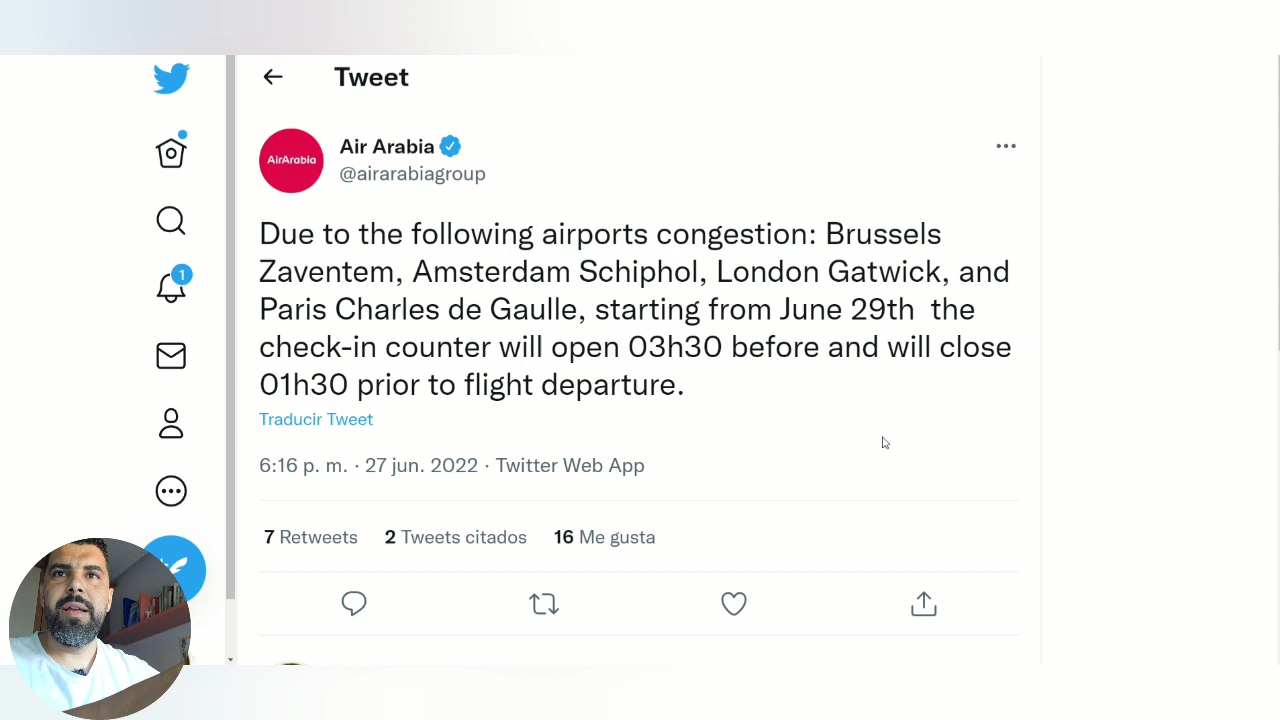 Tweet
AirArabia
Air Arabia
@airarabiagroup
Due to the following airports congestion: Brussels
Zaventem, Amsterdam Schiphol, London Gatwick, and
Paris Charles de Gaulle, starting from June 29th the
check-in counter will open 03h30 before and will close
01h30 prior to flight departure.
Traducir Tweet
6:16 p. m. · 27 jun. 2022 · Twitter Web App
7 Retweets 2 Tweets citados 16 Me gusta
1